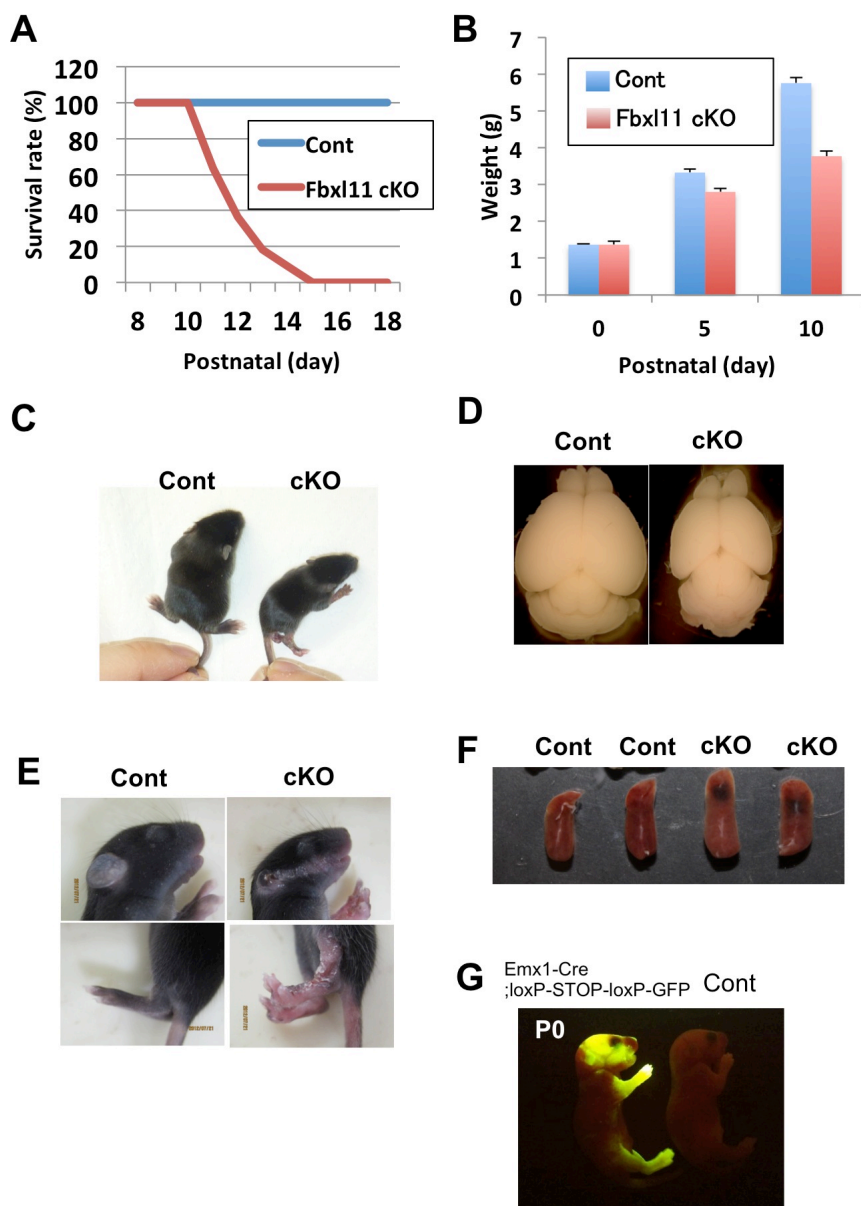 A
120
100
80
60
40
20
0
Survival rate (%)
Cont
Fbxl11 cKO
8 10 12 14 16 18
Postnatal (day)
B
7
6
5
4
3
2
1
0
Weight (g)
Cont
Fbxl11 cKO
0 5 10
Postnatal (day)
C
Cont cKO
D
Cont cKO
E
Cont cKO
F
Cont Cont cKO cKO
G
Emx1-Cre
;loxP-STOP-loxP-GFP Cont
P0